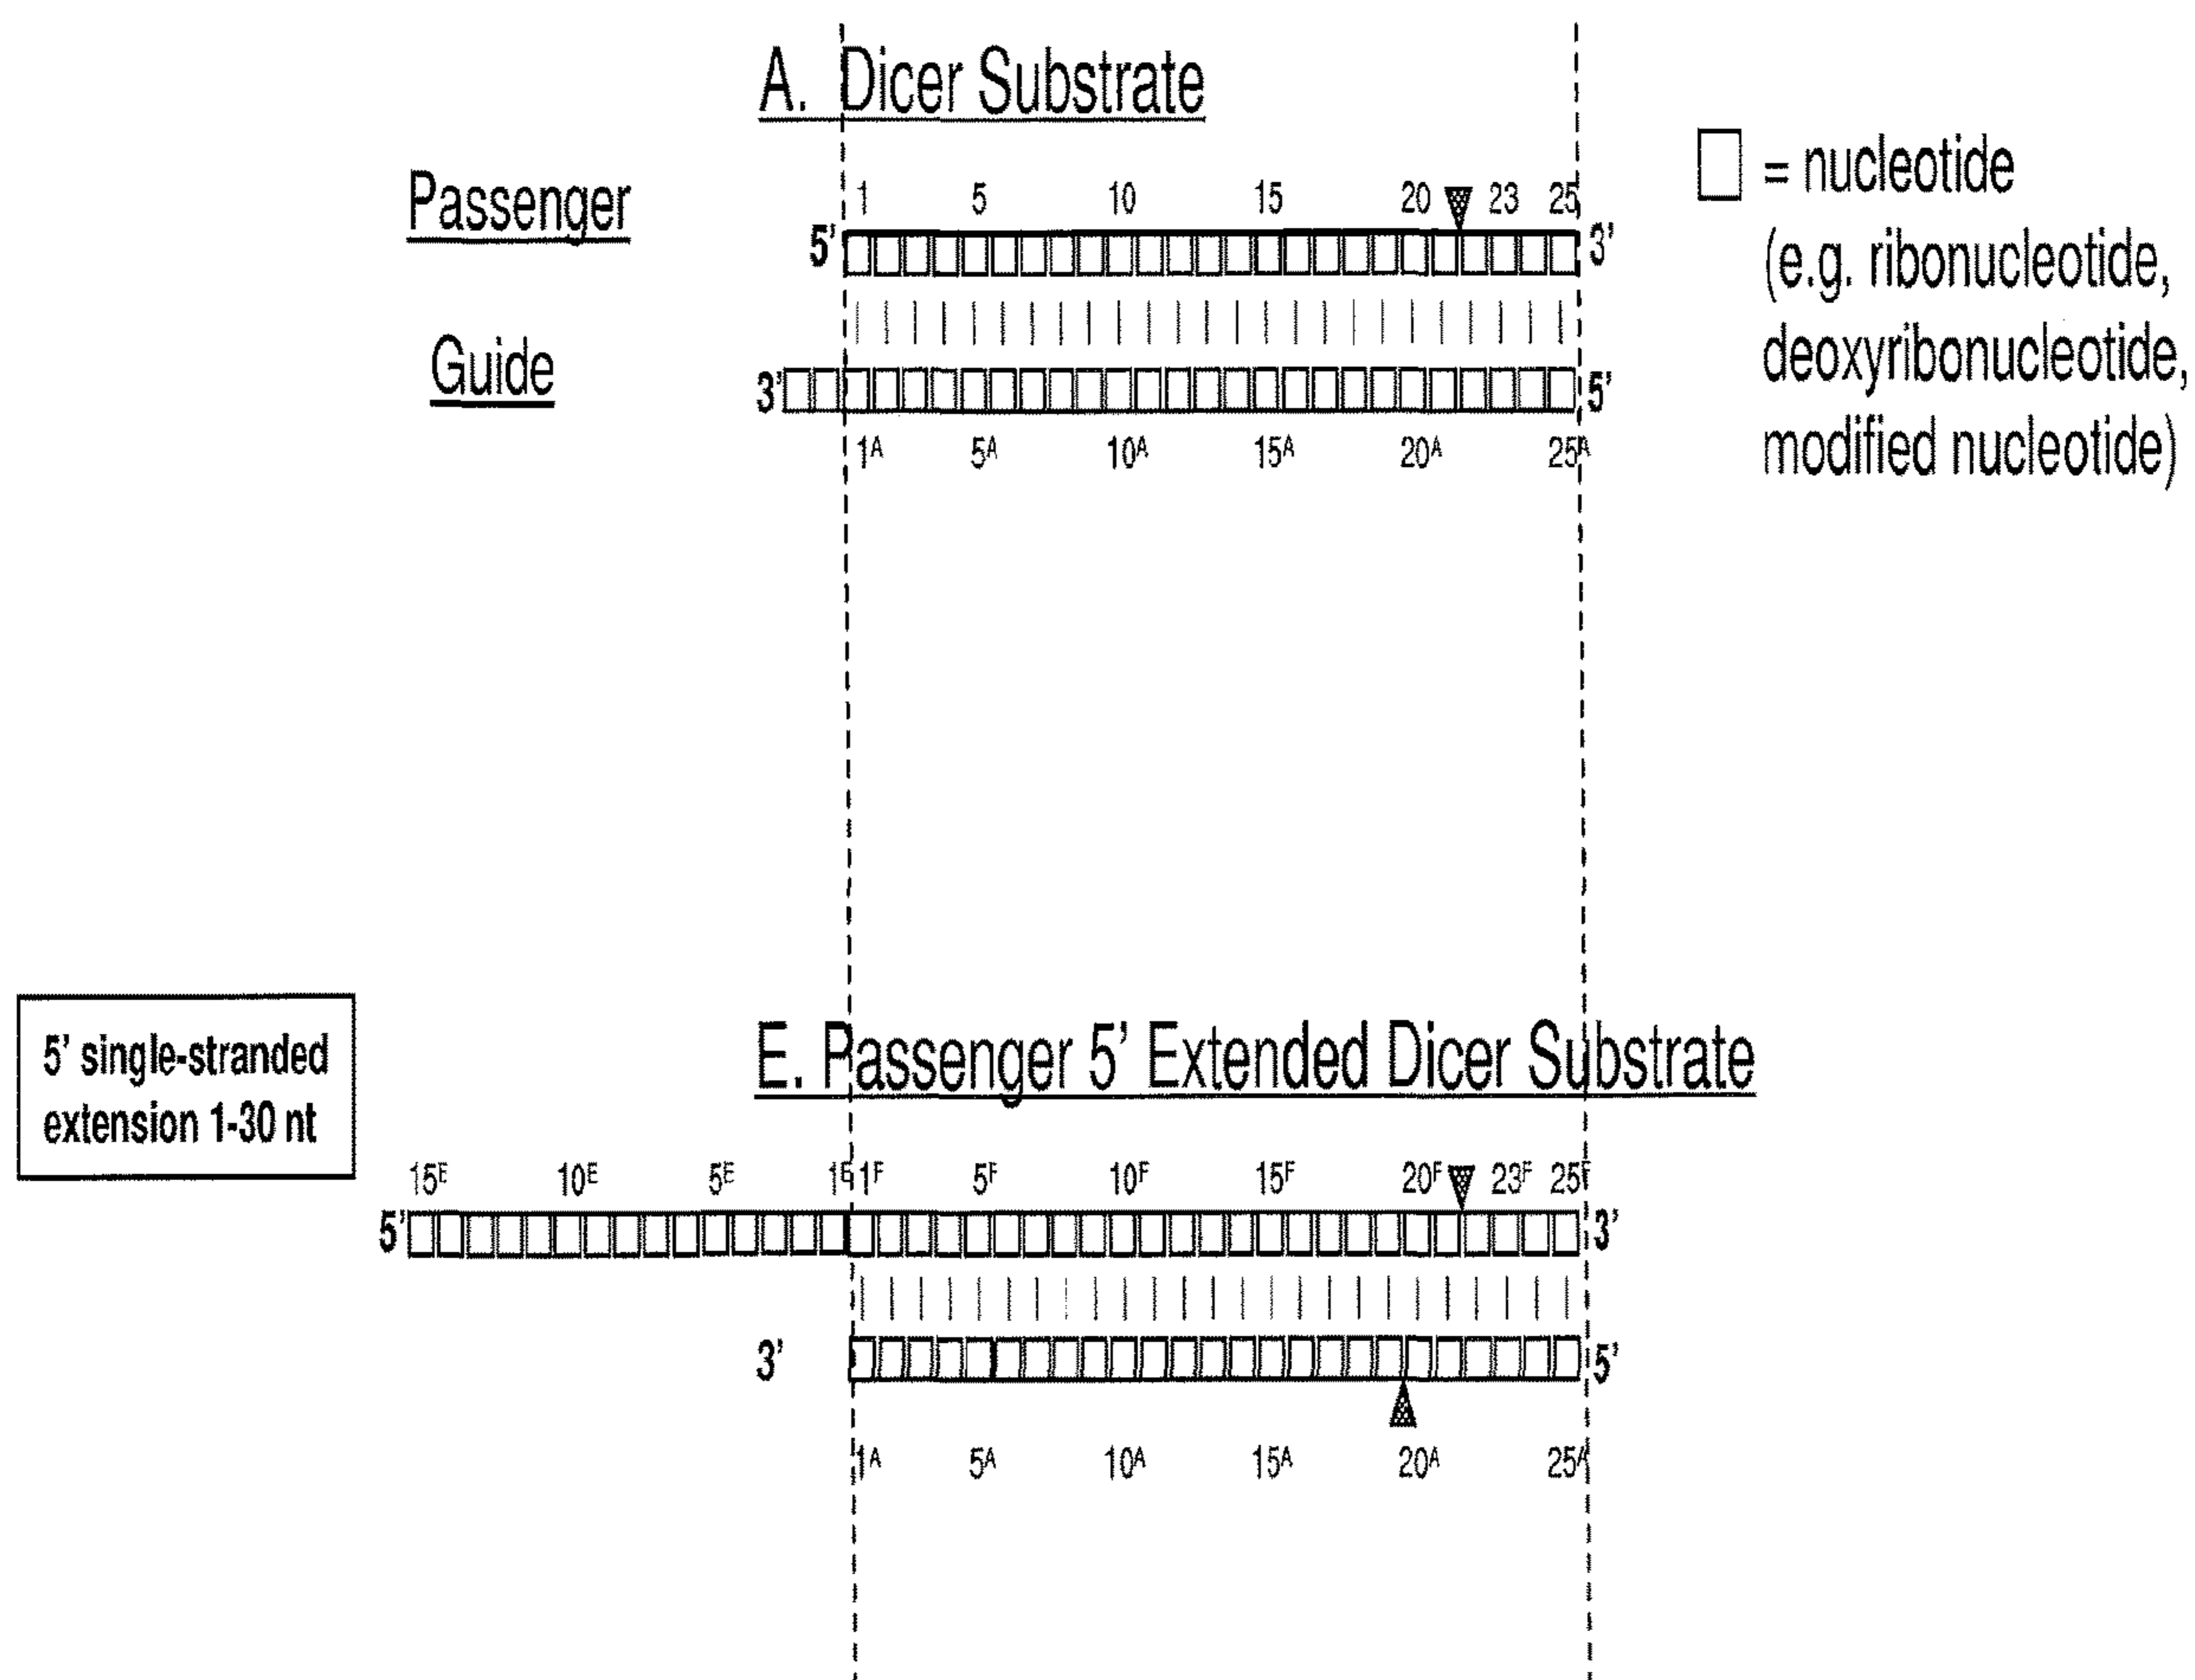 A. Dicer Substrate
Passenger
1 5 10 15 20 23 25
5' 3'
Guide
3' 5'
1ᴬ 5ᴬ 10ᴬ 15ᴬ 20ᴬ 25ᴬ
= nucleotide
(e.g. ribonucleotide,
deoxyribonucleotide,
modified nucleotide)
5' single-stranded
extension 1-30 nt
E. Passenger 5' Extended Dicer Substrate
15ᴱ 10ᴱ 5ᴱ 1ᴱ 1ꟳ 5ꟳ 10ꟳ 15ꟳ 20ꟳ 23ꟳ 25ꟳ
5' 3'
3' 5'
1ᴬ 5ᴬ 10ᴬ 15ᴬ 20ᴬ 25ᴬ